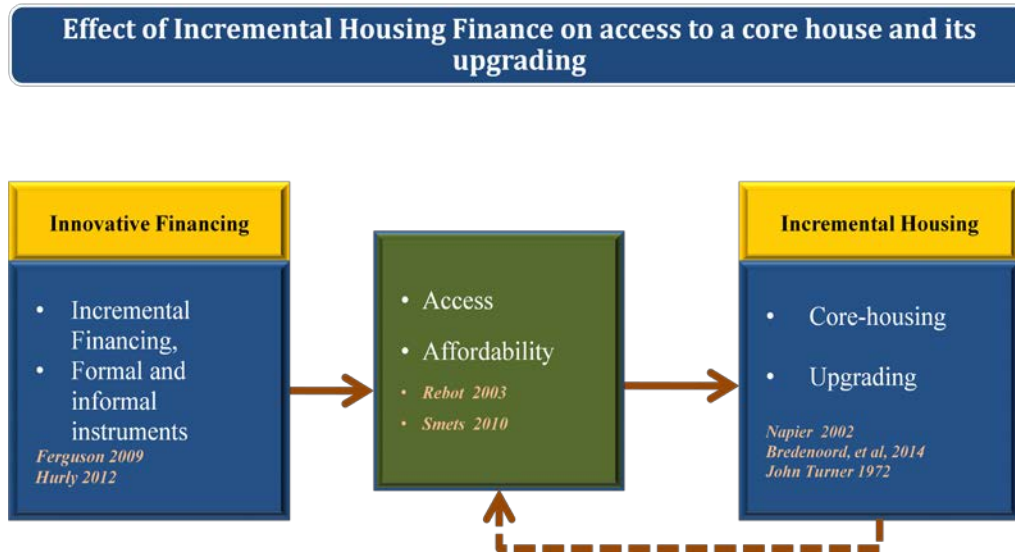 Effect of Incremental Housing Finance on access to a core house and its
upgrading
Innovative Financing
• Incremental
Financing,
• Formal and
informal
instruments
Ferguson 2009
Hurly 2012
• Access
• Affordability
• Rebot 2003
• Smets 2010
Incremental Housing
• Core-housing
• Upgrading
Napier 2002
Bredenoord, et al, 2014
John Turner 1972